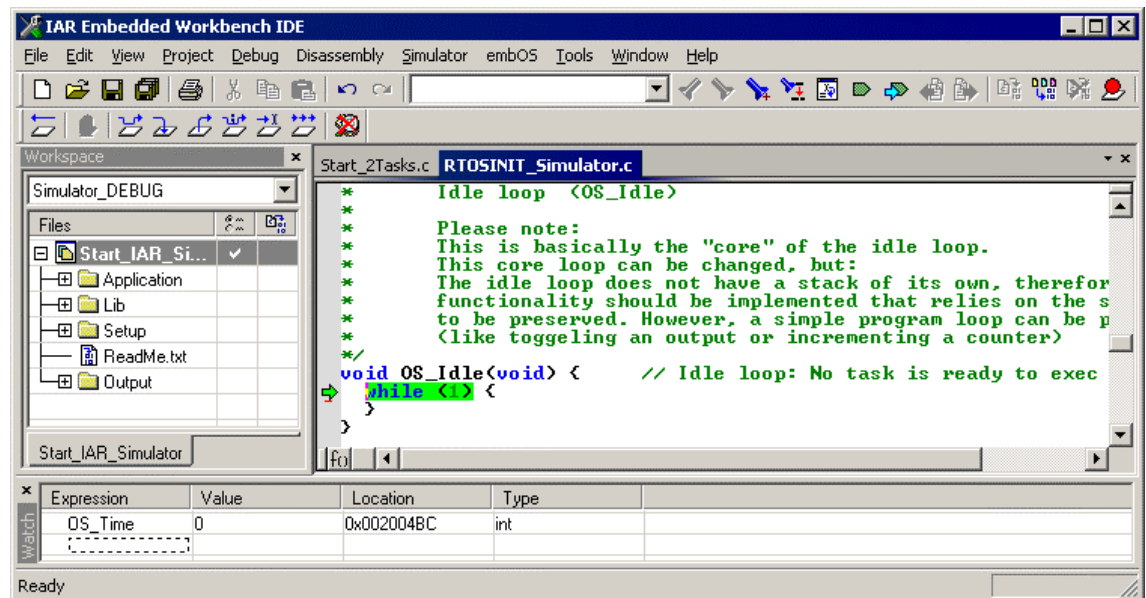 IAR Embedded Workbench IDE
File Edit View Project Debug Disassembly Simulator embOS Tools Window Help
Workspace
Simulator_DEBUG
Files
Start_IAR_Si...
Application
Lib
Setup
ReadMe.txt
Output
Start_IAR_Simulator
Start_2Tasks.c RTOSINIT_Simulator.c
* Idle loop (OS_Idle)
*
* Please note:
* This is basically the "core" of the idle loop.
* This core loop can be changed, but:
* The idle loop does not have a stack of its own, therefor
* functionality should be implemented that relies on the s
* to be preserved. However, a simple program loop can be p
* (like toggeling an output or incrementing a counter)
*/
void OS_Idle(void) { // Idle loop: No task is ready to exec
while (1) {
}
}
f()
Watch
Expression Value Location Type
OS_Time 0 0x002004BC int
Ready